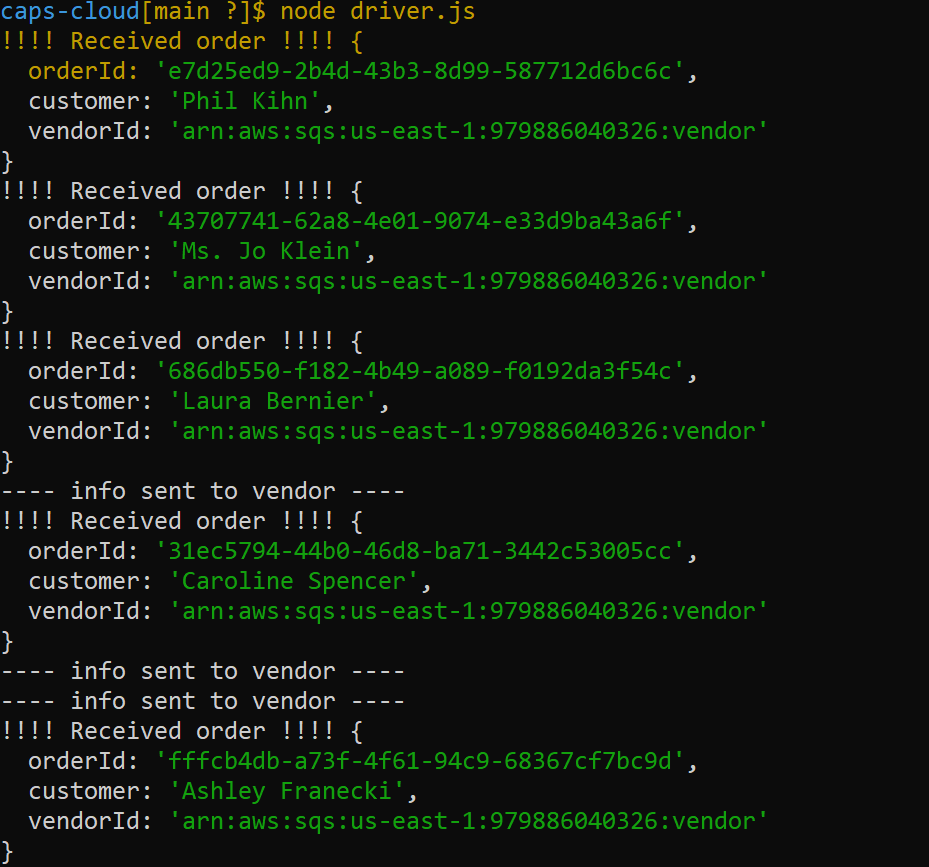 caps-cloud[main ?]$ node driver.js
!!!! Received order !!!! {
  orderId: 'e7d25ed9-2b4d-43b3-8d99-587712d6bc6c',
  customer: 'Phil Kihn',
  vendorId: 'arn:aws:sqs:us-east-1:979886040326:vendor'
}
!!!! Received order !!!! {
  orderId: '43707741-62a8-4e01-9074-e33d9ba43a6f',
  customer: 'Ms. Jo Klein',
  vendorId: 'arn:aws:sqs:us-east-1:979886040326:vendor'
}
!!!! Received order !!!! {
  orderId: '686db550-f182-4b49-a089-f0192da3f54c',
  customer: 'Laura Bernier',
  vendorId: 'arn:aws:sqs:us-east-1:979886040326:vendor'
}
---- info sent to vendor ----
!!!! Received order !!!! {
  orderId: '31ec5794-44b0-46d8-ba71-3442c53005cc',
  customer: 'Caroline Spencer',
  vendorId: 'arn:aws:sqs:us-east-1:979886040326:vendor'
}
---- info sent to vendor ----
---- info sent to vendor ----
!!!! Received order !!!! {
  orderId: 'fffcb4db-a73f-4f61-94c9-68367cf7bc9d',
  customer: 'Ashley Franecki',
  vendorId: 'arn:aws:sqs:us-east-1:979886040326:vendor'
}